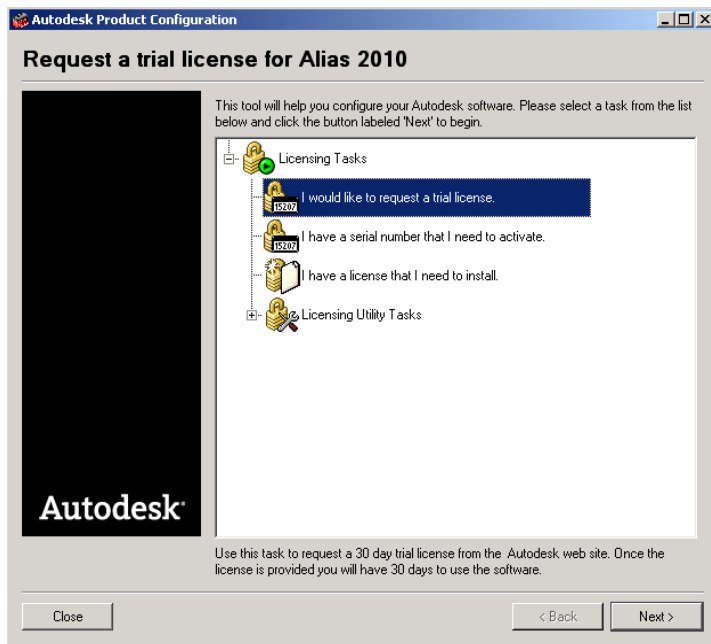 Autodesk Product Configuration
Request a trial license for Alias 2010
This tool will help you configure your Autodesk software. Please select a task from the list
below and click the button labeled 'Next' to begin.
Licensing Tasks
15207
I would like to request a trial license.
15207
I have a serial number that I need to activate.
I have a license that I need to install.
Licensing Utility Tasks
Autodesk
Use this task to request a 30 day trial license from the Autodesk web site. Once the
license is provided you will have 30 days to use the software.
Close
< Back
Next >